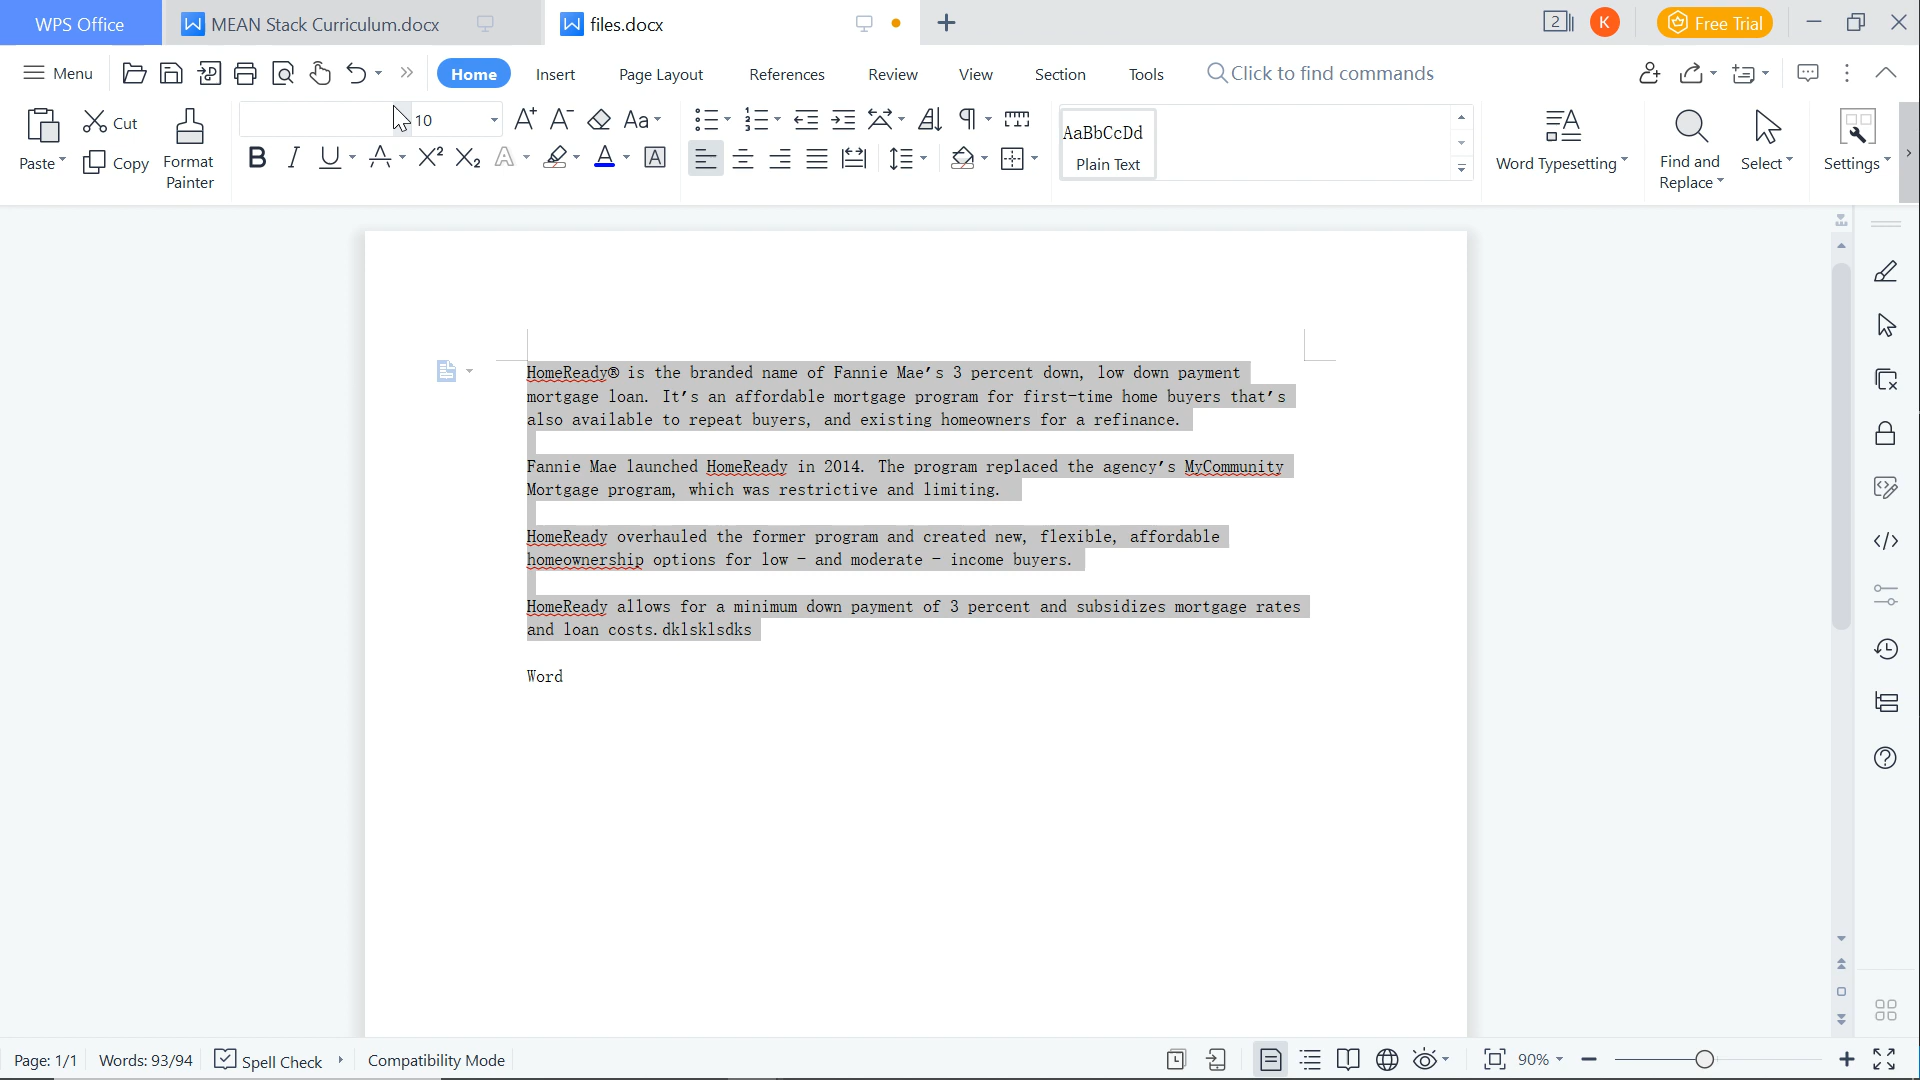 WPS Office MEAN Stack Curriculum.docx files.docx 2 K Free Trial
Menu Home Insert Page Layout References Review View Section Tools Click to find commands
Paste Cut Copy Format Painter 10 A+ A- Aa
AaBbCcDd
Plain Text
Word Typesetting Find and Replace Select Settings
B I U A X² X₂ A A A
HomeReady® is the branded name of Fannie Mae's 3 percent down, low down payment
mortgage loan. It's an affordable mortgage program for first-time home buyers that's
also available to repeat buyers, and existing homeowners for a refinance.
Fannie Mae launched HomeReady in 2014. The program replaced the agency's MyCommunity
Mortgage program, which was restrictive and limiting.
HomeReady overhauled the former program and created new, flexible, affordable
homeownership options for low - and moderate - income buyers.
HomeReady allows for a minimum down payment of 3 percent and subsidizes mortgage rates
and loan costs.dklsklsdks
Word
Page: 1/1 Words: 93/94 Spell Check Compatibility Mode 90%